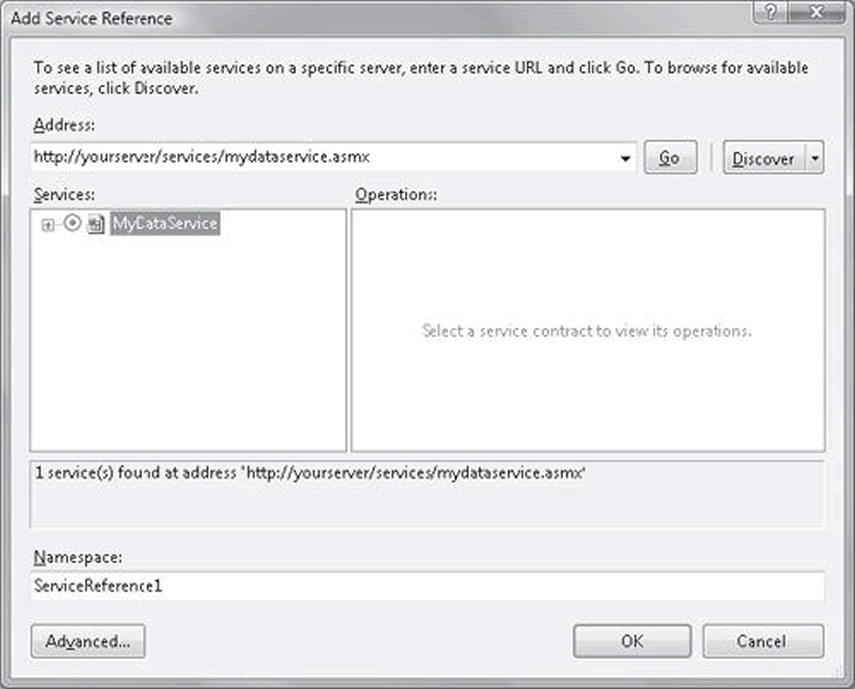 Add Service Reference
To see a list of available services on a specific server, enter a service URL and click Go. To browse for available
services, click Discover.
Address:
http://yourserver/services/mydataservice.asmx
Go
Discover
Services:
Operations:
MyDataService
Select a service contract to view its operations.
1 service(s) found at address 'http://yourserver/services/mydataservice.asmx'
Namespace:
ServiceReference1
Advanced...
OK
Cancel